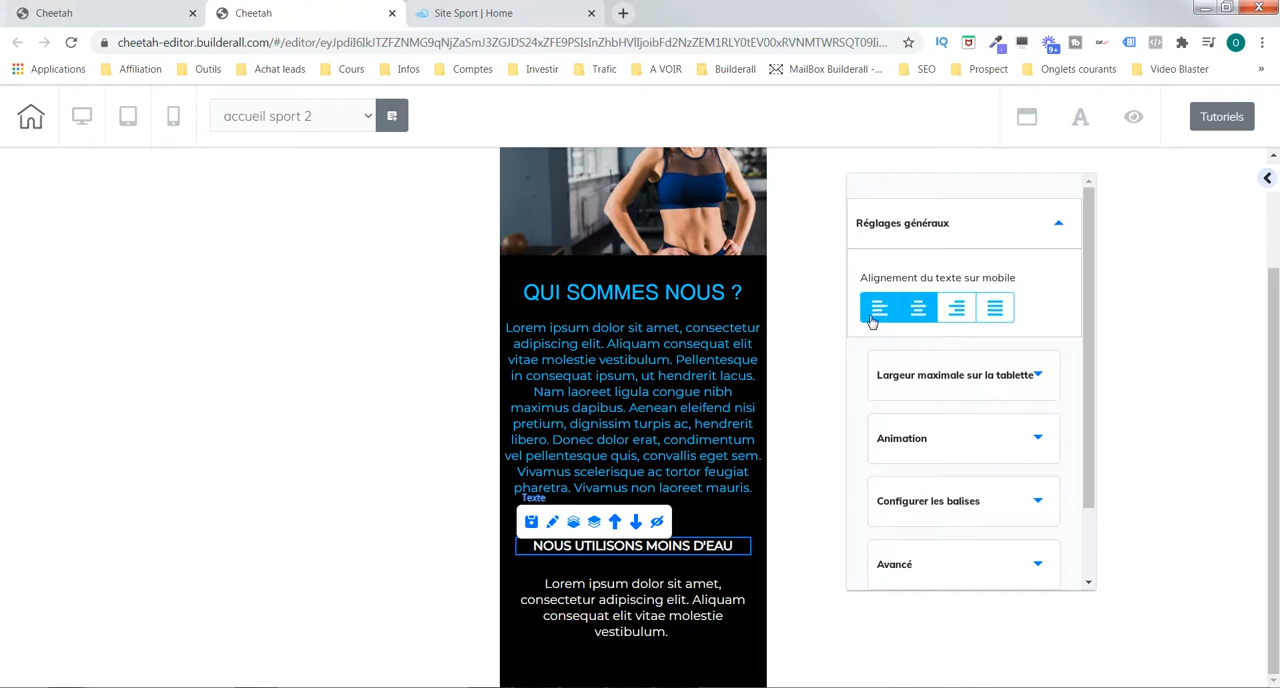 Cheetah
Cheetah
Site Sport | Home
cheetah-editor.builderall.com/#/editor/eyJpdiI6IkJTZFZNMG9qNjZaSmJ3ZGJDS24zZFE9PSIsInZhbHVlIjoibFd2NzZEM1RLY0tEV00xRVNMTWRSQT09Ii...
Applications
Affiliation
Outils
Achat leads
Cours
Infos
Comptes
Investir
Trafic
A VOIR
Builderall
MailBox Builderall -...
SEO
Prospect
Onglets courants
Video Blaster
»
IQ
9+
O
accueil sport 2
A
Tutoriels
QUI SOMMES NOUS ?
Lorem ipsum dolor sit amet, consectetur
adipiscing elit. Aliquam consequat elit
vitae molestie vestibulum. Pellentesque
in consequat ipsum, ut hendrerit lacus.
Nam laoreet ligula congue nibh
maximus dapibus. Aenean eleifend nisi
pretium, dignissim turpis ac, hendrerit
libero. Donec dolor erat, condimentum
vel pellentesque quis, convallis eget sem.
Vivamus scelerisque ac tortor feugiat
pharetra. Vivamus non laoreet mauris.
Texte
NOUS UTILISONS MOINS D'EAU
Lorem ipsum dolor sit amet,
consectetur adipiscing elit. Aliquam
consequat elit vitae molestie
vestibulum.
Réglages généraux
Alignement du texte sur mobile
Largeur maximale sur la tablette
Animation
Configurer les balises
Avancé